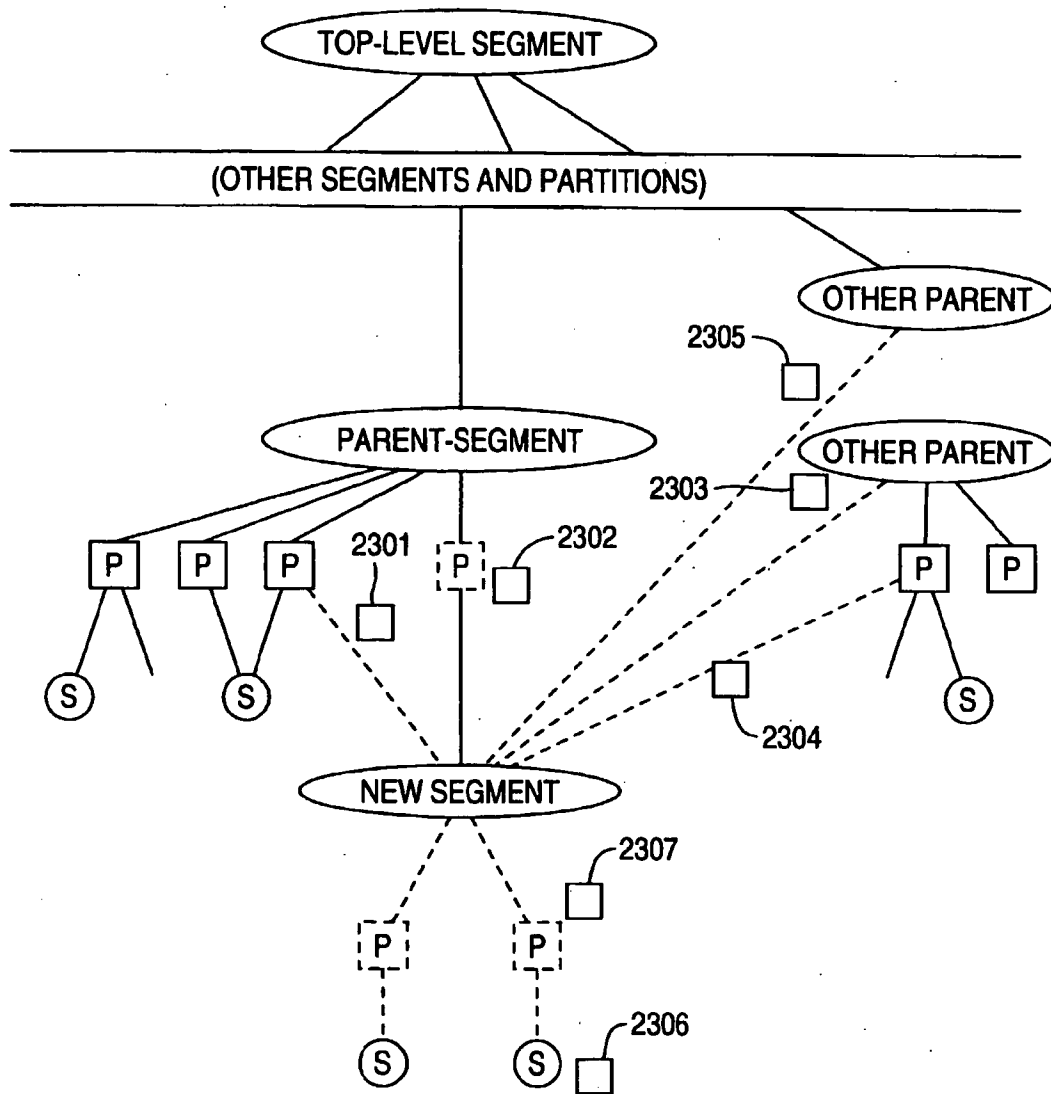 TOP-LEVEL SEGMENT
(OTHER SEGMENTS AND PARTITIONS)
OTHER PARENT
2305
PARENT-SEGMENT
OTHER PARENT
2303
2301
2302
P
P
P
P
P
P
S
S
S
2304
NEW SEGMENT
2307
P
P
2306
S
S